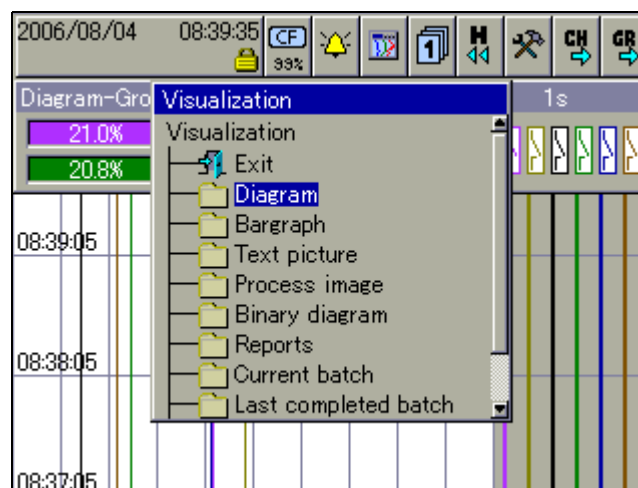 2006/08/04 08:39:35
CF
99%
1
H
CH
GR
Diagram-Gro
Visualization
1s
21.0%
20.8%
Visualization
Exit
Diagram
Bargraph
Text picture
Process image
Binary diagram
Reports
Current batch
Last completed batch
08:39:05
08:38:05
08:37:05